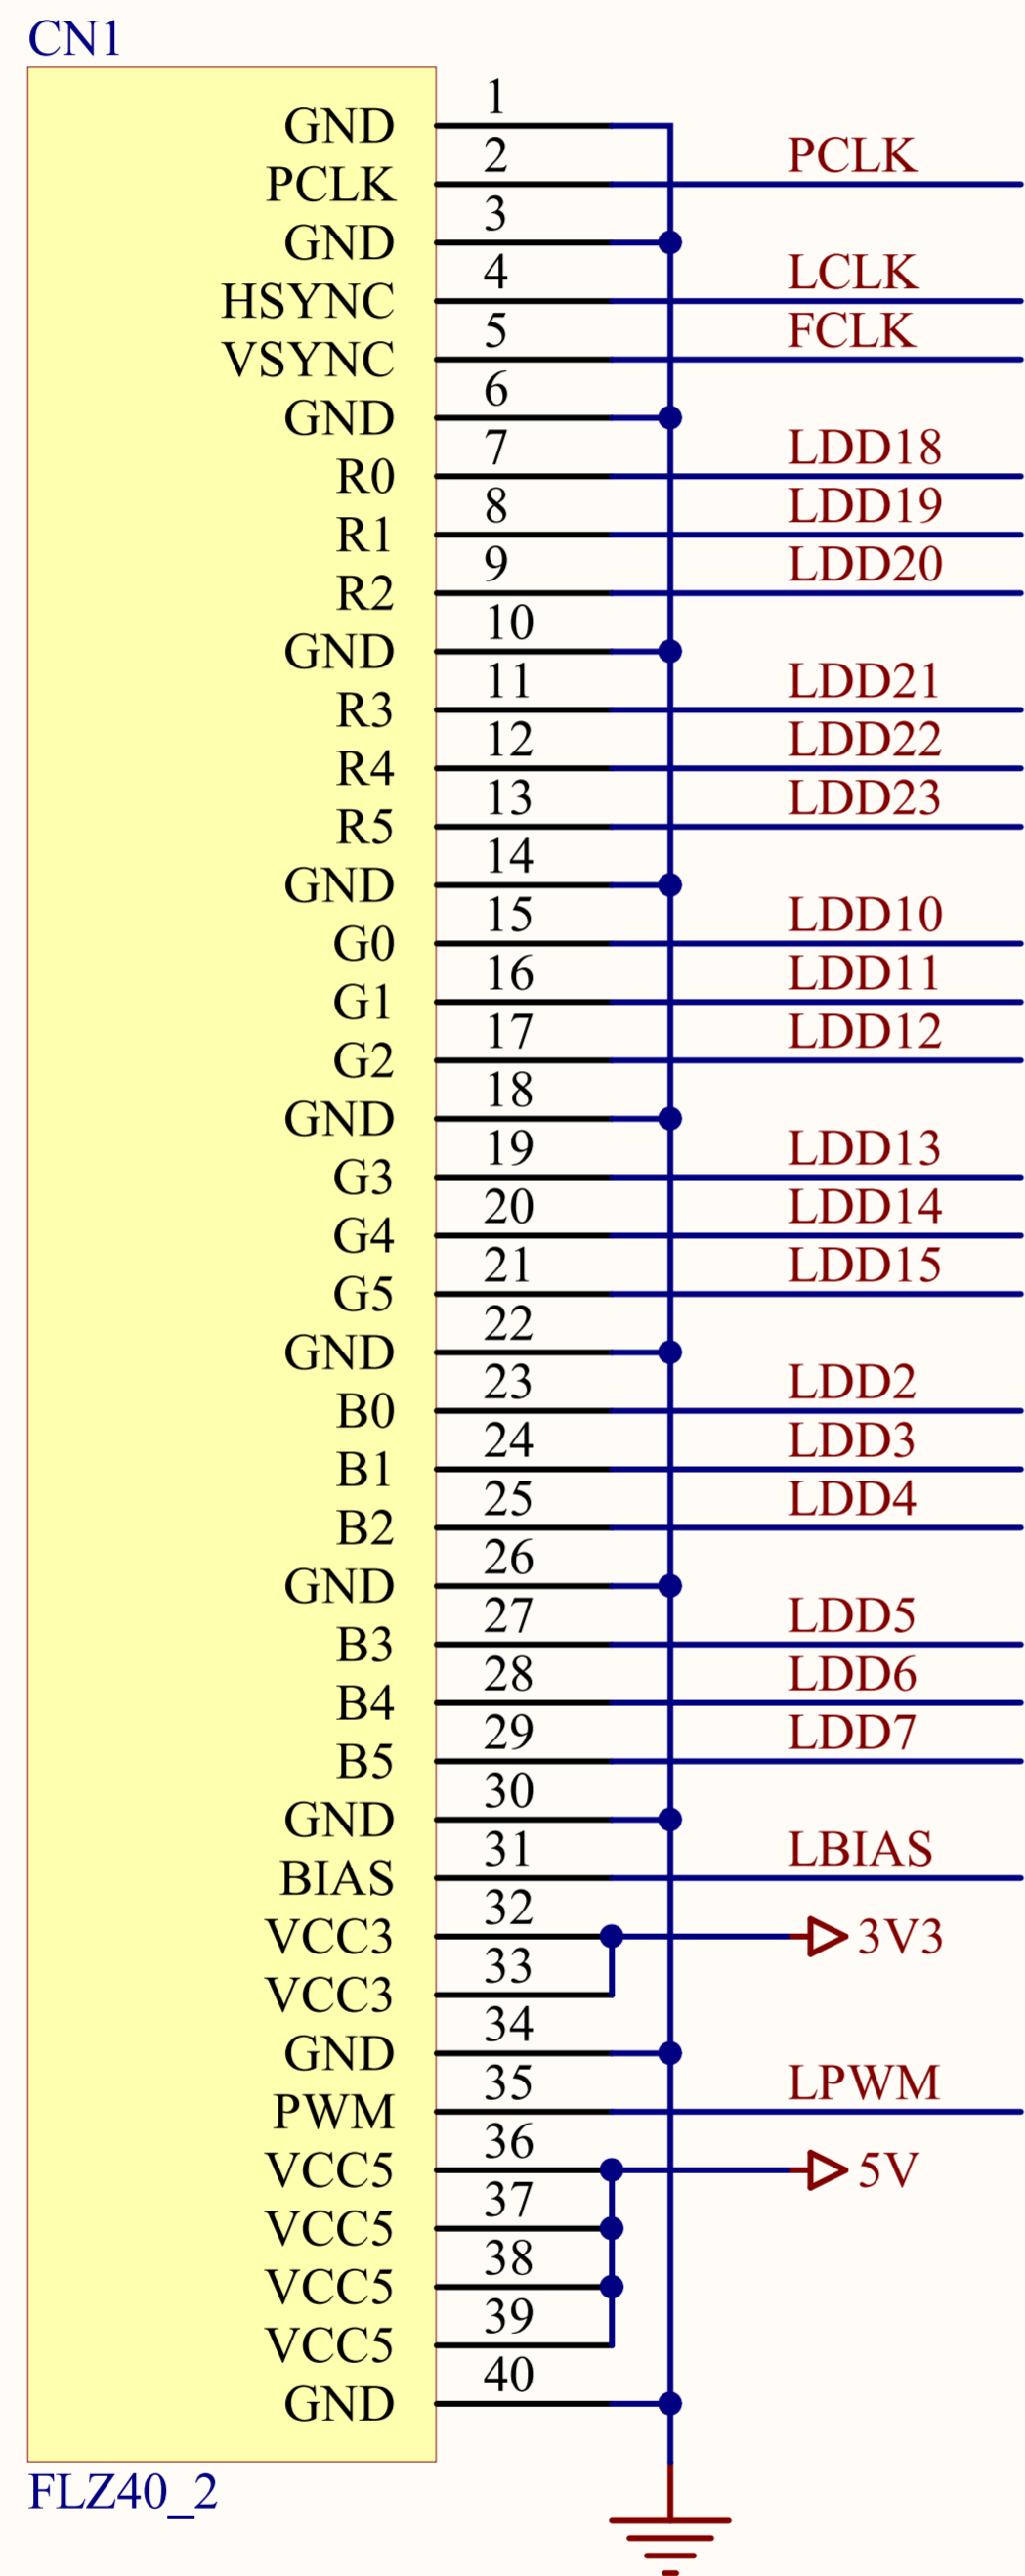 CN1
GND 1
PCLK 2 PCLK
GND 3
HSYNC 4 LCLK
VSYNC 5 FCLK
GND 6
R0 7 LDD18
R1 8 LDD19
R2 9 LDD20
GND 10
R3 11 LDD21
R4 12 LDD22
R5 13 LDD23
GND 14
G0 15 LDD10
G1 16 LDD11
G2 17 LDD12
GND 18
G3 19 LDD13
G4 20 LDD14
G5 21 LDD15
GND 22
B0 23 LDD2
B1 24 LDD3
B2 25 LDD4
GND 26
B3 27 LDD5
B4 28 LDD6
B5 29 LDD7
GND 30
BIAS 31 LBIAS
VCC3 32 3V3
VCC3 33
GND 34
PWM 35 LPWM
VCC5 36 5V
VCC5 37
VCC5 38
VCC5 39
GND 40
FLZ40_2